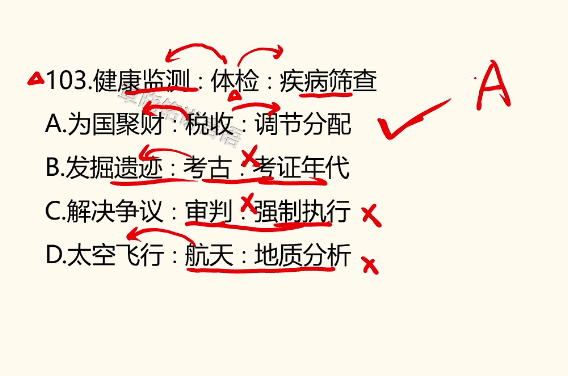 103.健康监测：体检：疾病筛查
A.为国聚财：税收：调节分配
B.发掘遗迹：考古：考证年代
C.解决争议：审判：强制执行
D.太空飞行：航天：地质分析
A